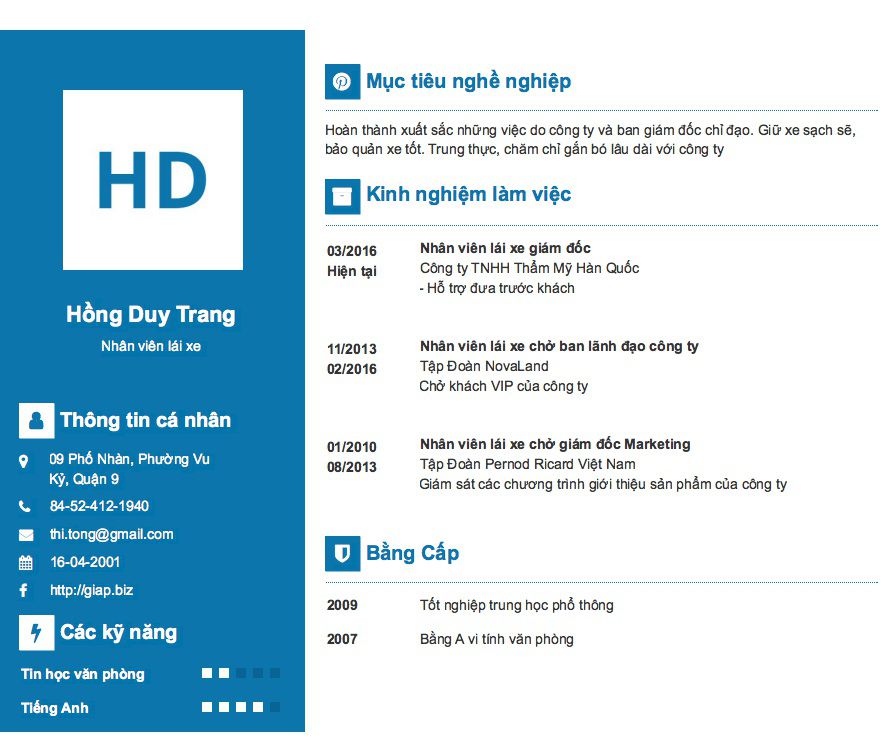 HD
Hồng Duy Trang
Nhân viên lái xe
Thông tin cá nhân
09 Phố Nhàn, Phường Vu
Kỷ, Quận 9
84-52-412-1940
thi.tong@gmail.com
16-04-2001
http://giap.biz
Các kỹ năng
Tin học văn phòng
Tiếng Anh
Mục tiêu nghề nghiệp
Hoàn thành xuất sắc những việc do công ty và ban giám đốc chỉ đạo. Giữ xe sạch sẽ,
bảo quản xe tốt. Trung thực, chăm chỉ gắn bó lâu dài với công ty
Kinh nghiệm làm việc
03/2016 Nhân viên lái xe giám đốc
Hiện tại Công ty TNHH Thẩm Mỹ Hàn Quốc
- Hỗ trợ đưa trước khách
11/2013 Nhân viên lái xe chở ban lãnh đạo công ty
02/2016 Tập Đoàn NovaLand
Chở khách VIP của công ty
01/2010 Nhân viên lái xe chở giám đốc Marketing
08/2013 Tập Đoàn Pernod Ricard Việt Nam
Giám sát các chương trình giới thiệu sản phẩm của công ty
Bằng Cấp
2009 Tốt nghiệp trung học phổ thông
2007 Bằng A vi tính văn phòng